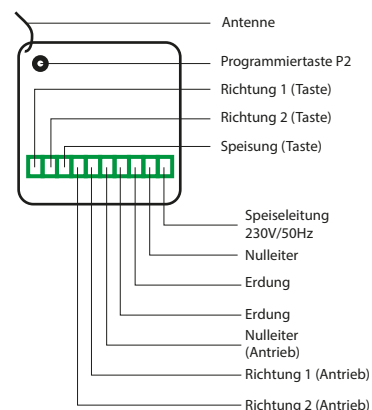 Antenne
Programmiertaste P2
Richtung 1 (Taste)
Richtung 2 (Taste)
Speisung (Taste)
Speiseleitung
230V/50Hz
Nulleiter
Erdung
Erdung
Nulleiter
(Antrieb)
Richtung 1 (Antrieb)
Richtung 2 (Antrieb)